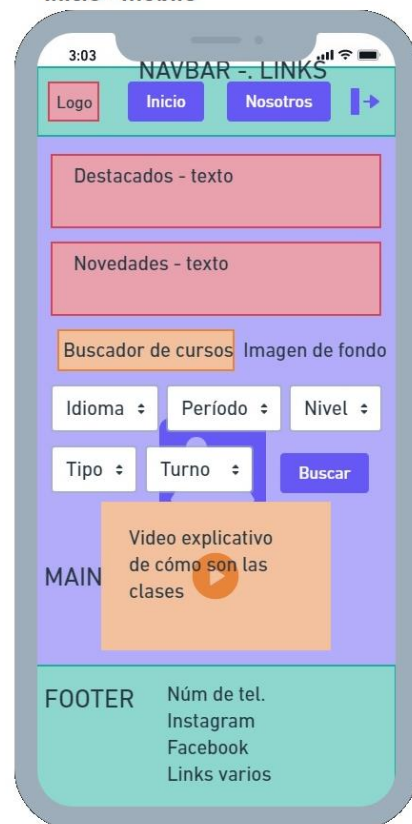 3:03
NAVBAR -. LINKS
Logo
Inicio
Nosotros
Destacados - texto
Novedades - texto
Buscador de cursos
Imagen de fondo
Idioma
Período
Nivel
Tipo
Turno
Buscar
Video explicativo
de cómo son las
clases
MAIN
FOOTER
Núm de tel.
Instagram
Facebook
Links varios